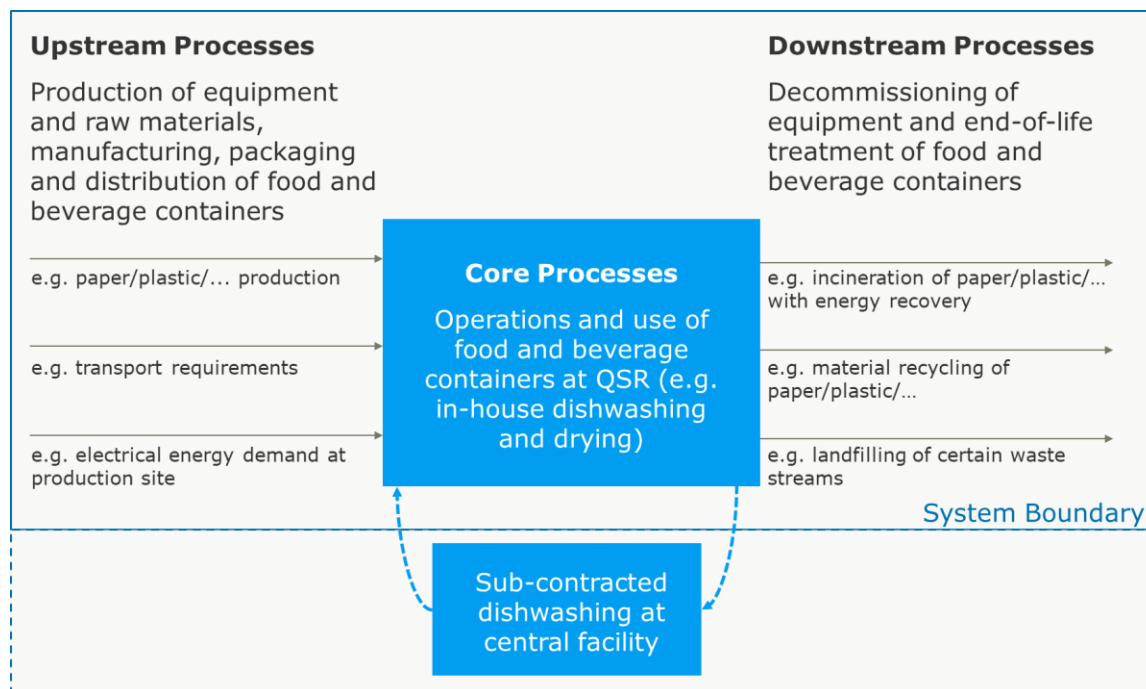 Upstream Processes
Production of equipment
and raw materials,
manufacturing, packaging
and distribution of food and
beverage containers
e.g. paper/plastic/... production
e.g. transport requirements
e.g. electrical energy demand at
production site
Core Processes
Operations and use of
food and beverage
containers at QSR (e.g.
in-house dishwashing
and drying)
Downstream Processes
Decommissioning of
equipment and end-of-life
treatment of food and
beverage containers
e.g. incineration of paper/plastic/...
with energy recovery
e.g. material recycling of
paper/plastic/...
e.g. landfilling of certain waste
streams
System Boundary
Sub-contracted
dishwashing at
central facility